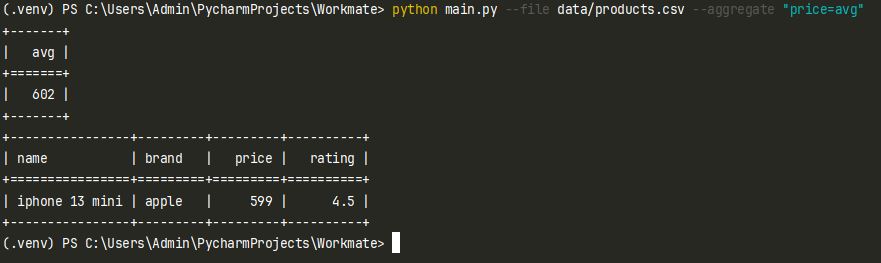 (.venv) PS C:\Users\Admin\PycharmProjects\Workmate> python main.py --file data/products.csv --aggregate "price=avg"
+-------+
|   avg |
+=======+
|   602 |
+-------+
+----------------+---------+---------+----------+
| name           | brand   |   price |   rating |
+================+=========+=========+==========+
| iphone 13 mini | apple   |     599 |      4.5 |
+----------------+---------+---------+----------+
(.venv) PS C:\Users\Admin\PycharmProjects\Workmate>